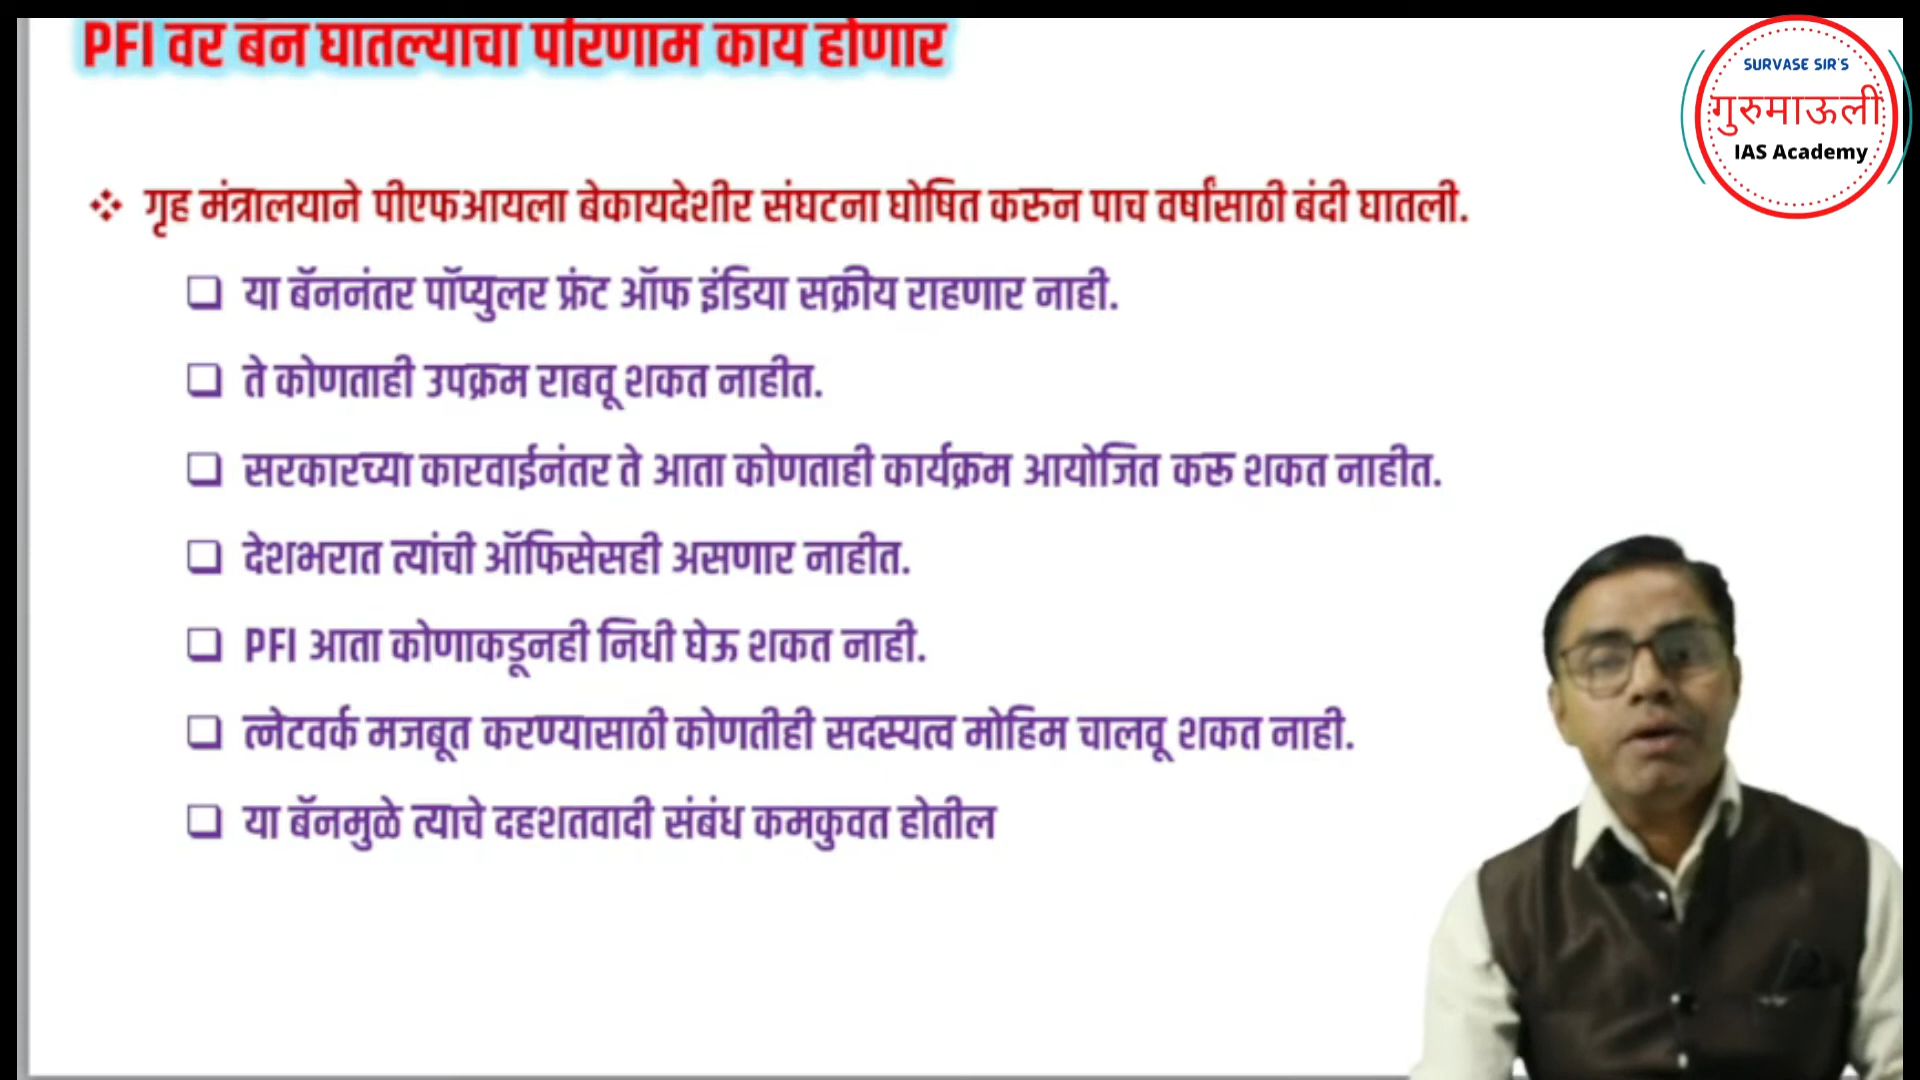 PFI वर बॅन घातल्याचा परिणाम काय होणार
SURVASE SIR'S
गुरुमाऊली
IAS Academy
❖ गृह मंत्रालयाने पीएफआयला बेकायदेशीर संघटना घोषित करुन पाच वर्षांसाठी बंदी घातली.
❏ या बॅननंतर पॉप्युलर फ्रंट ऑफ इंडिया सक्रीय राहणार नाही.
❏ ते कोणताही उपक्रम राबवू शकत नाहीत.
❏ सरकारच्या कारवाईनंतर ते आता कोणताही कार्यक्रम आयोजित करू शकत नाहीत.
❏ देशभरात त्यांची ऑफिसेसही असणार नाहीत.
❏ PFI आता कोणाकडूनही निधी घेऊ शकत नाही.
❏ त्नेटवर्क मजबूत करण्यासाठी कोणतीही सदस्यत्व मोहिम चालवू शकत नाही.
❏ या बॅनमुळे त्याचे दहशतवादी संबंध कमकुवत होतील